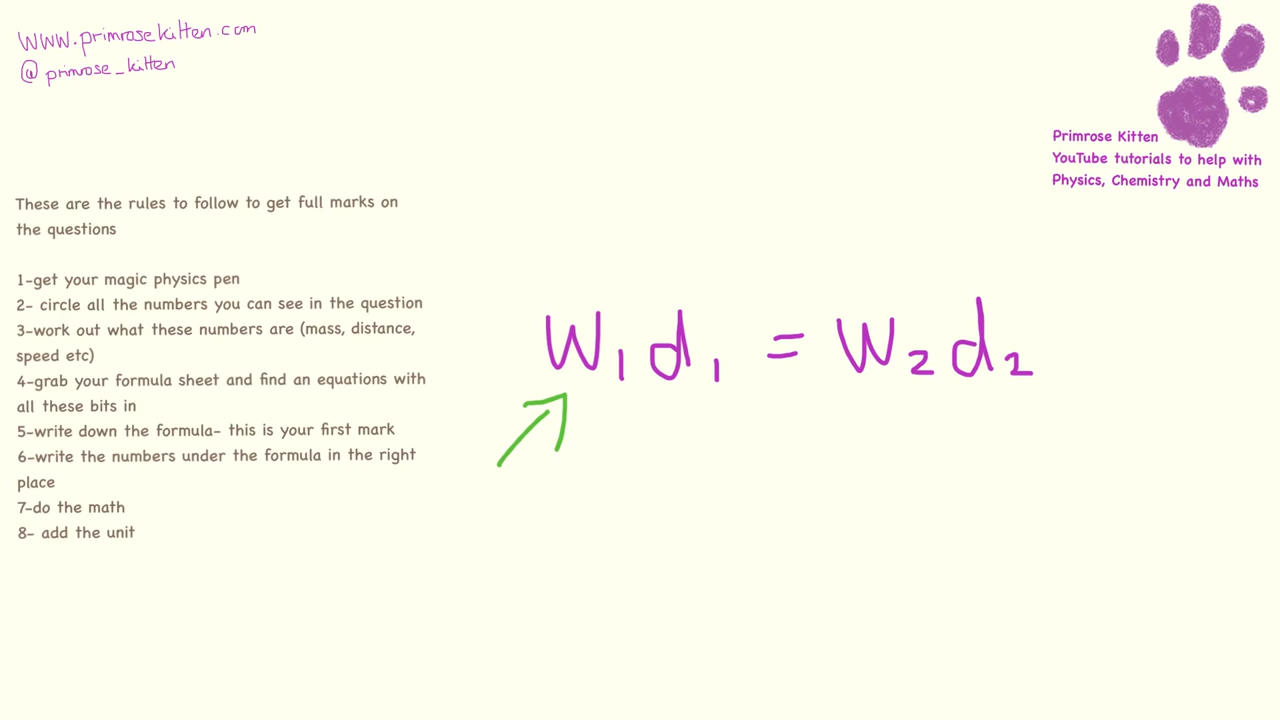 www.primrosekitten.com
@primrose_kitten
Primrose Kitten
YouTube tutorials to help with
Physics, Chemistry and Maths
These are the rules to follow to get full marks on
the questions
1-get your magic physics pen
2- circle all the numbers you can see in the question
3-work out what these numbers are (mass, distance,
speed etc)
4-grab your formula sheet and find an equations with
all these bits in
5-write down the formula- this is your first mark
6-write the numbers under the formula in the right
place
7-do the math
8- add the unit
W₁d₁ = W₂d₂